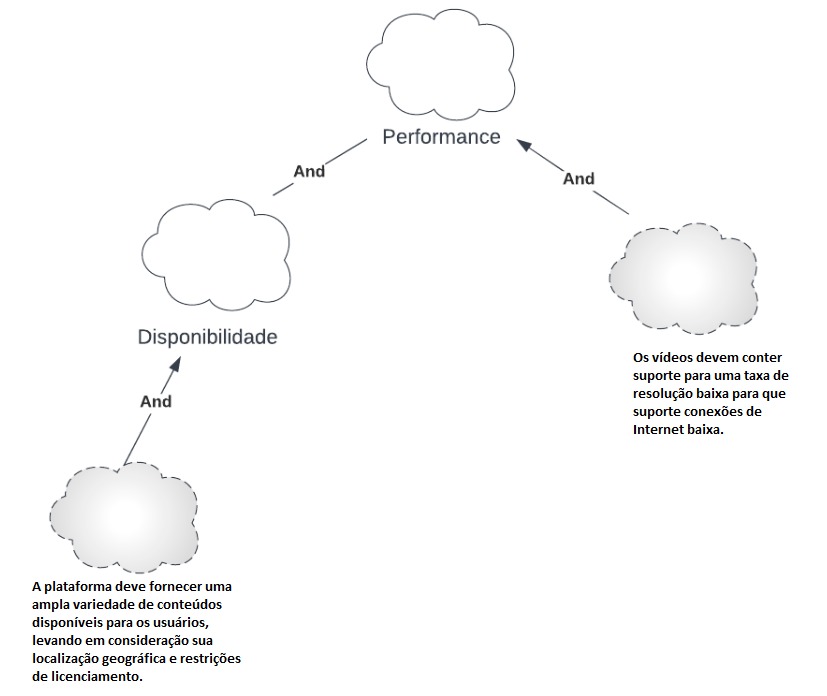 Performance
And
And
Disponibilidade
And
Os vídeos devem conter
suporte para uma taxa de
resolução baixa para que
suporte conexões de
Internet baixa.
A plataforma deve fornecer uma
ampla variedade de conteúdos
disponíveis para os usuários,
levando em consideração sua
localização geográfica e restrições
de licenciamento.